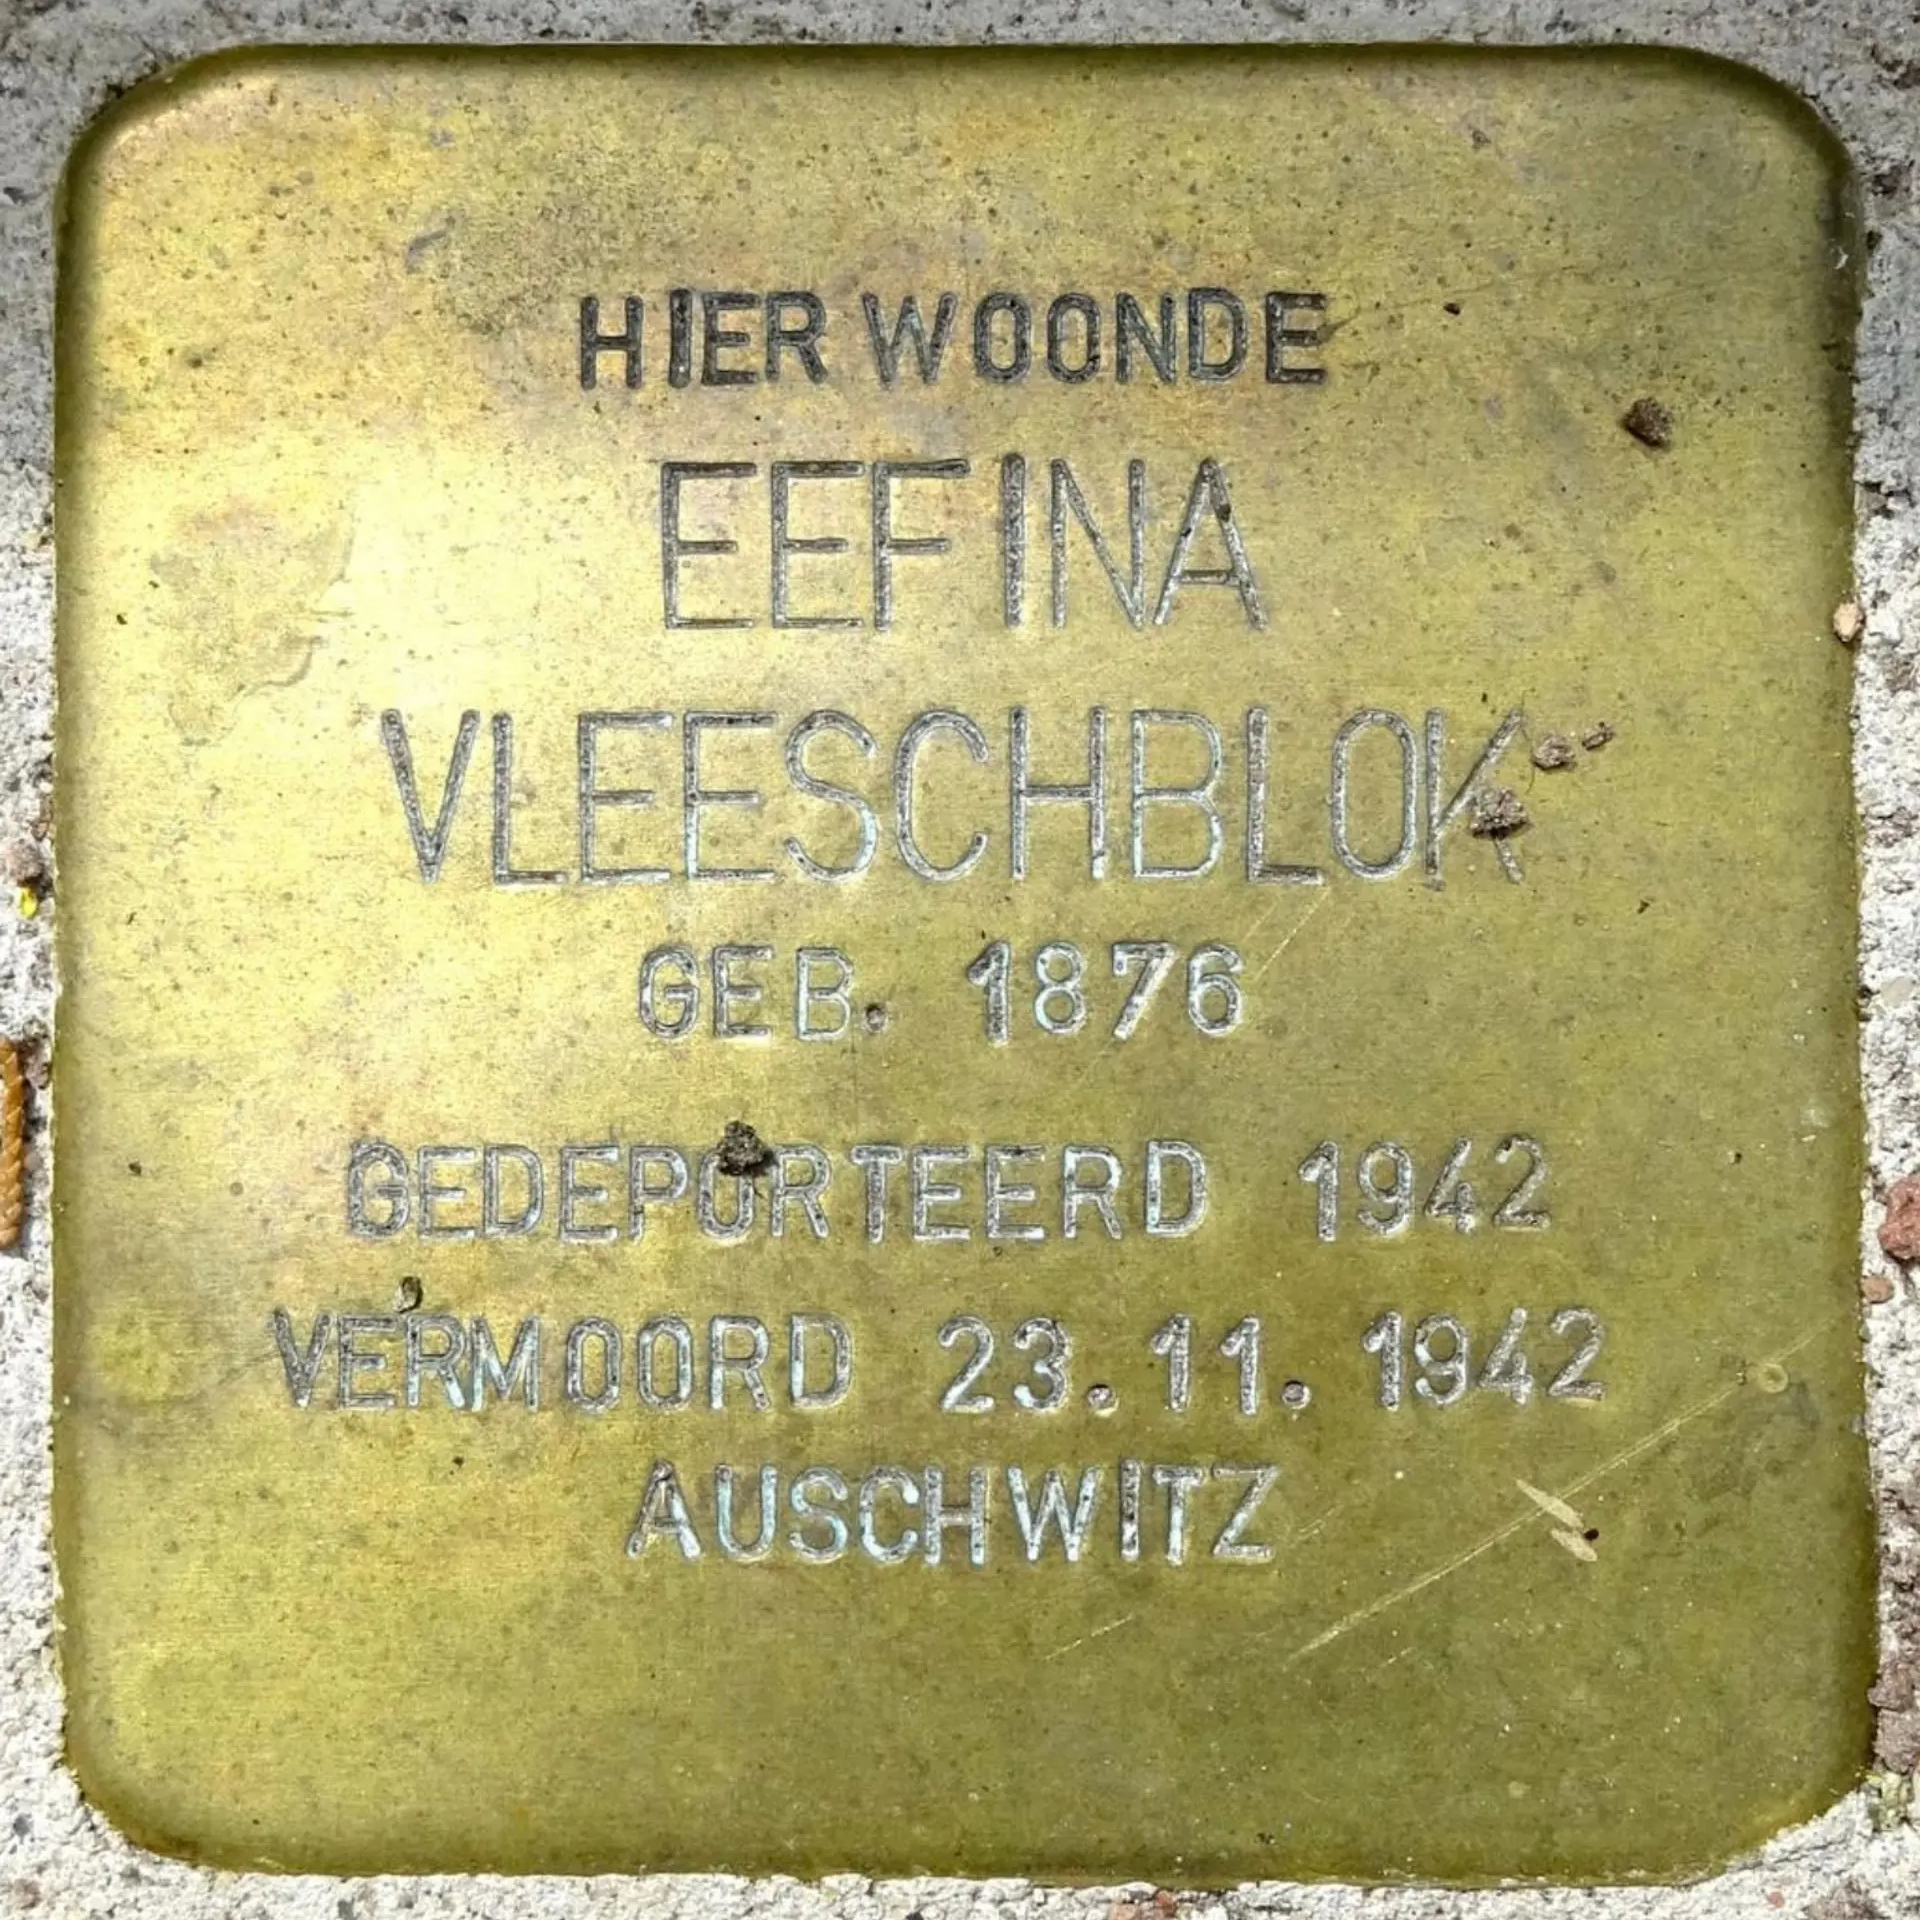 HIER WOONDE
EEFINA
VLEESCHBLOK
GEB. 1876
GEDEPORTEERD 1942
VERMOORD 23.11.1942
AUSCHWITZ